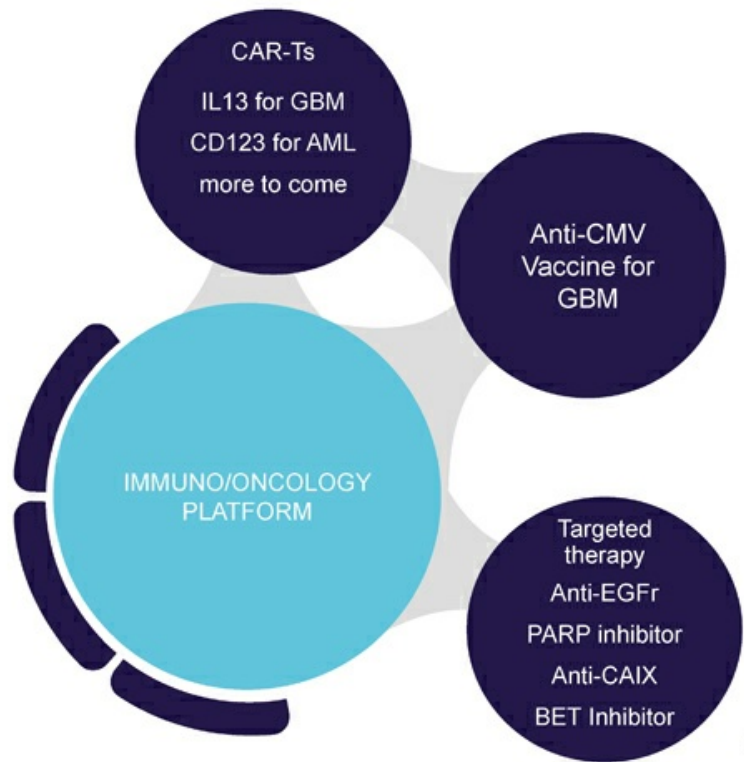 CAR-Ts
IL13 for GBM
CD123 for AML
more to come
Anti-CMV
Vaccine for
GBM
IMMUNO/ONCOLOGY
PLATFORM
Targeted
therapy
Anti-EGFr
PARP inhibitor
Anti-CAIX
BET Inhibitor